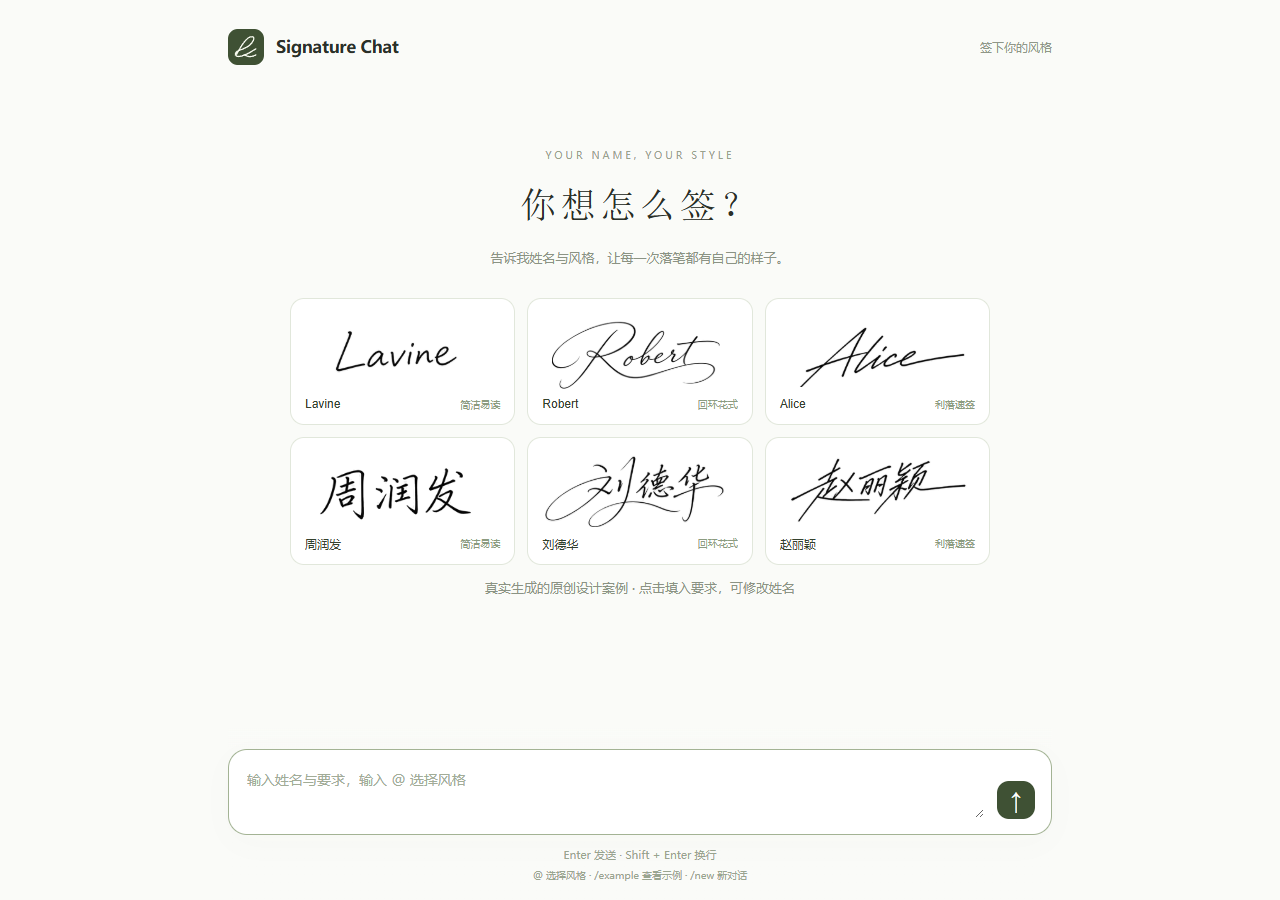 Signature Chat
签下你的风格
YOUR NAME, YOUR STYLE
你想怎么签？
告诉我姓名与风格，让每一次落笔都有自己的样子。
Lavine
Lavine 简洁易读
Robert
Robert 回环花式
Alice
Alice 利落速签
周润发
周润发 简洁易读
刘德华
刘德华 回环花式
赵丽颖
赵丽颖 利落速签
真实生成的原创设计案例 · 点击填入要求，可修改姓名
输入姓名与要求，输入 @ 选择风格
↑
Enter 发送 · Shift + Enter 换行
@ 选择风格 · /example 查看示例 · /new 新对话